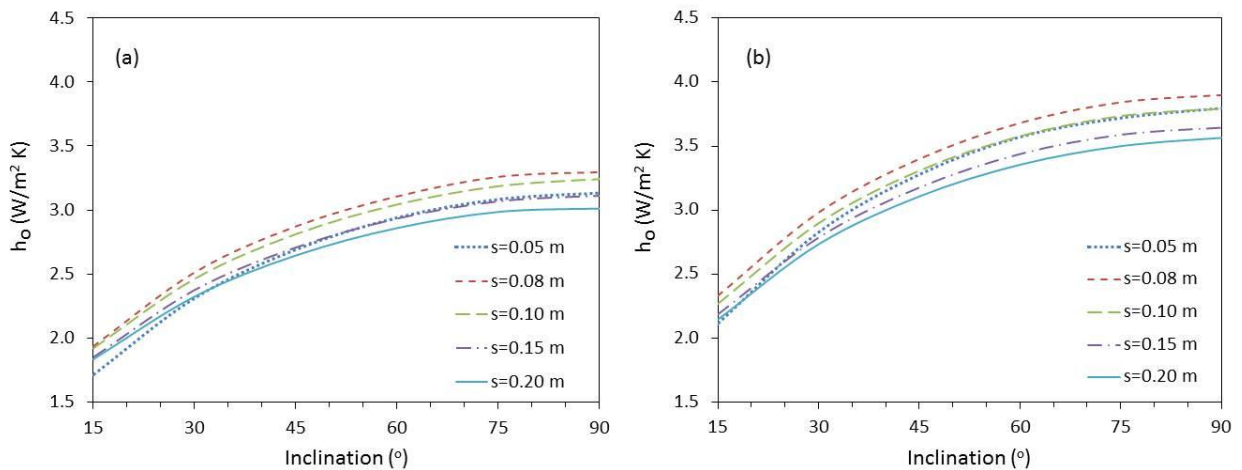 (a)
4.5
4.0
3.5
3.0
2.5
2.0
1.5
hₒ (W/m² K)
s=0.05 m
s=0.08 m
s=0.10 m
s=0.15 m
s=0.20 m
15 30 45 60 75 90
Inclination (°)
(b)
4.5
4.0
3.5
3.0
2.5
2.0
1.5
hₒ (W/m² K)
s=0.05 m
s=0.08 m
s=0.10 m
s=0.15 m
s=0.20 m
15 30 45 60 75 90
Inclination (°)